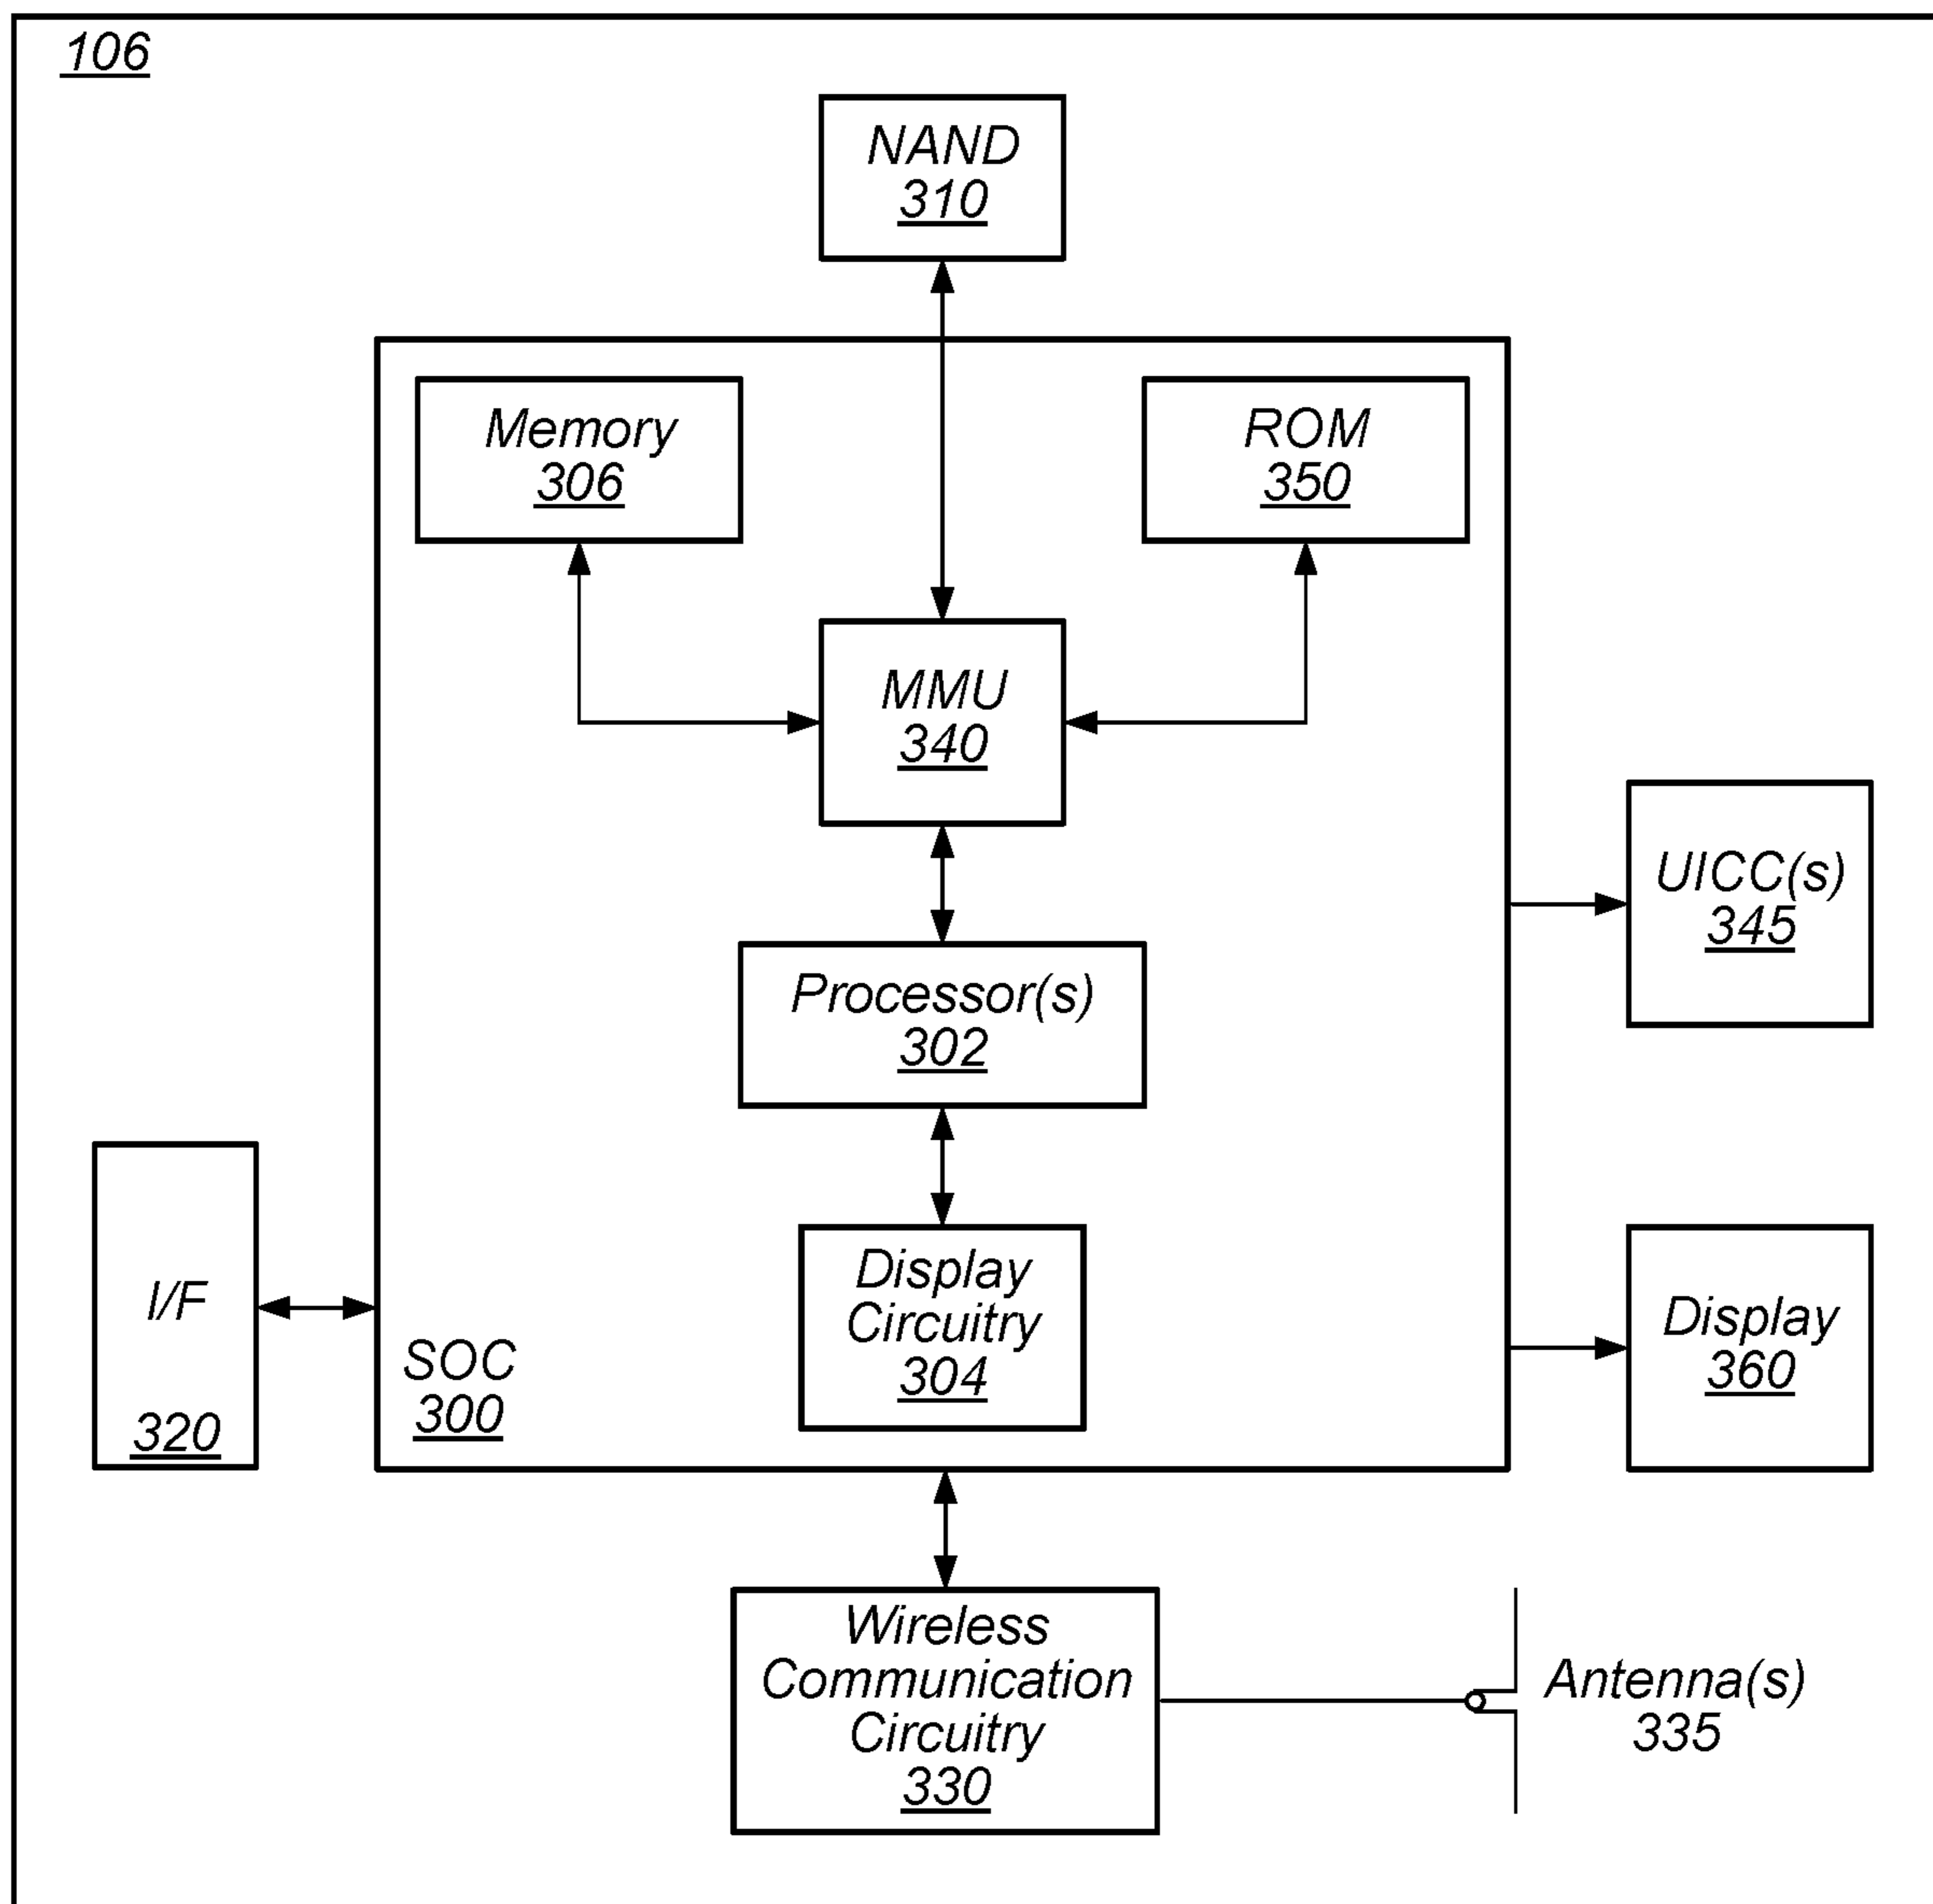 106
NAND
310
Memory
306
ROM
350
MMU
340
UICC(s)
345
Processor(s)
302
I/F
320
SOC
300
Display
Circuitry
304
Display
360
Wireless
Communication
Circuitry
330
Antenna(s)
335